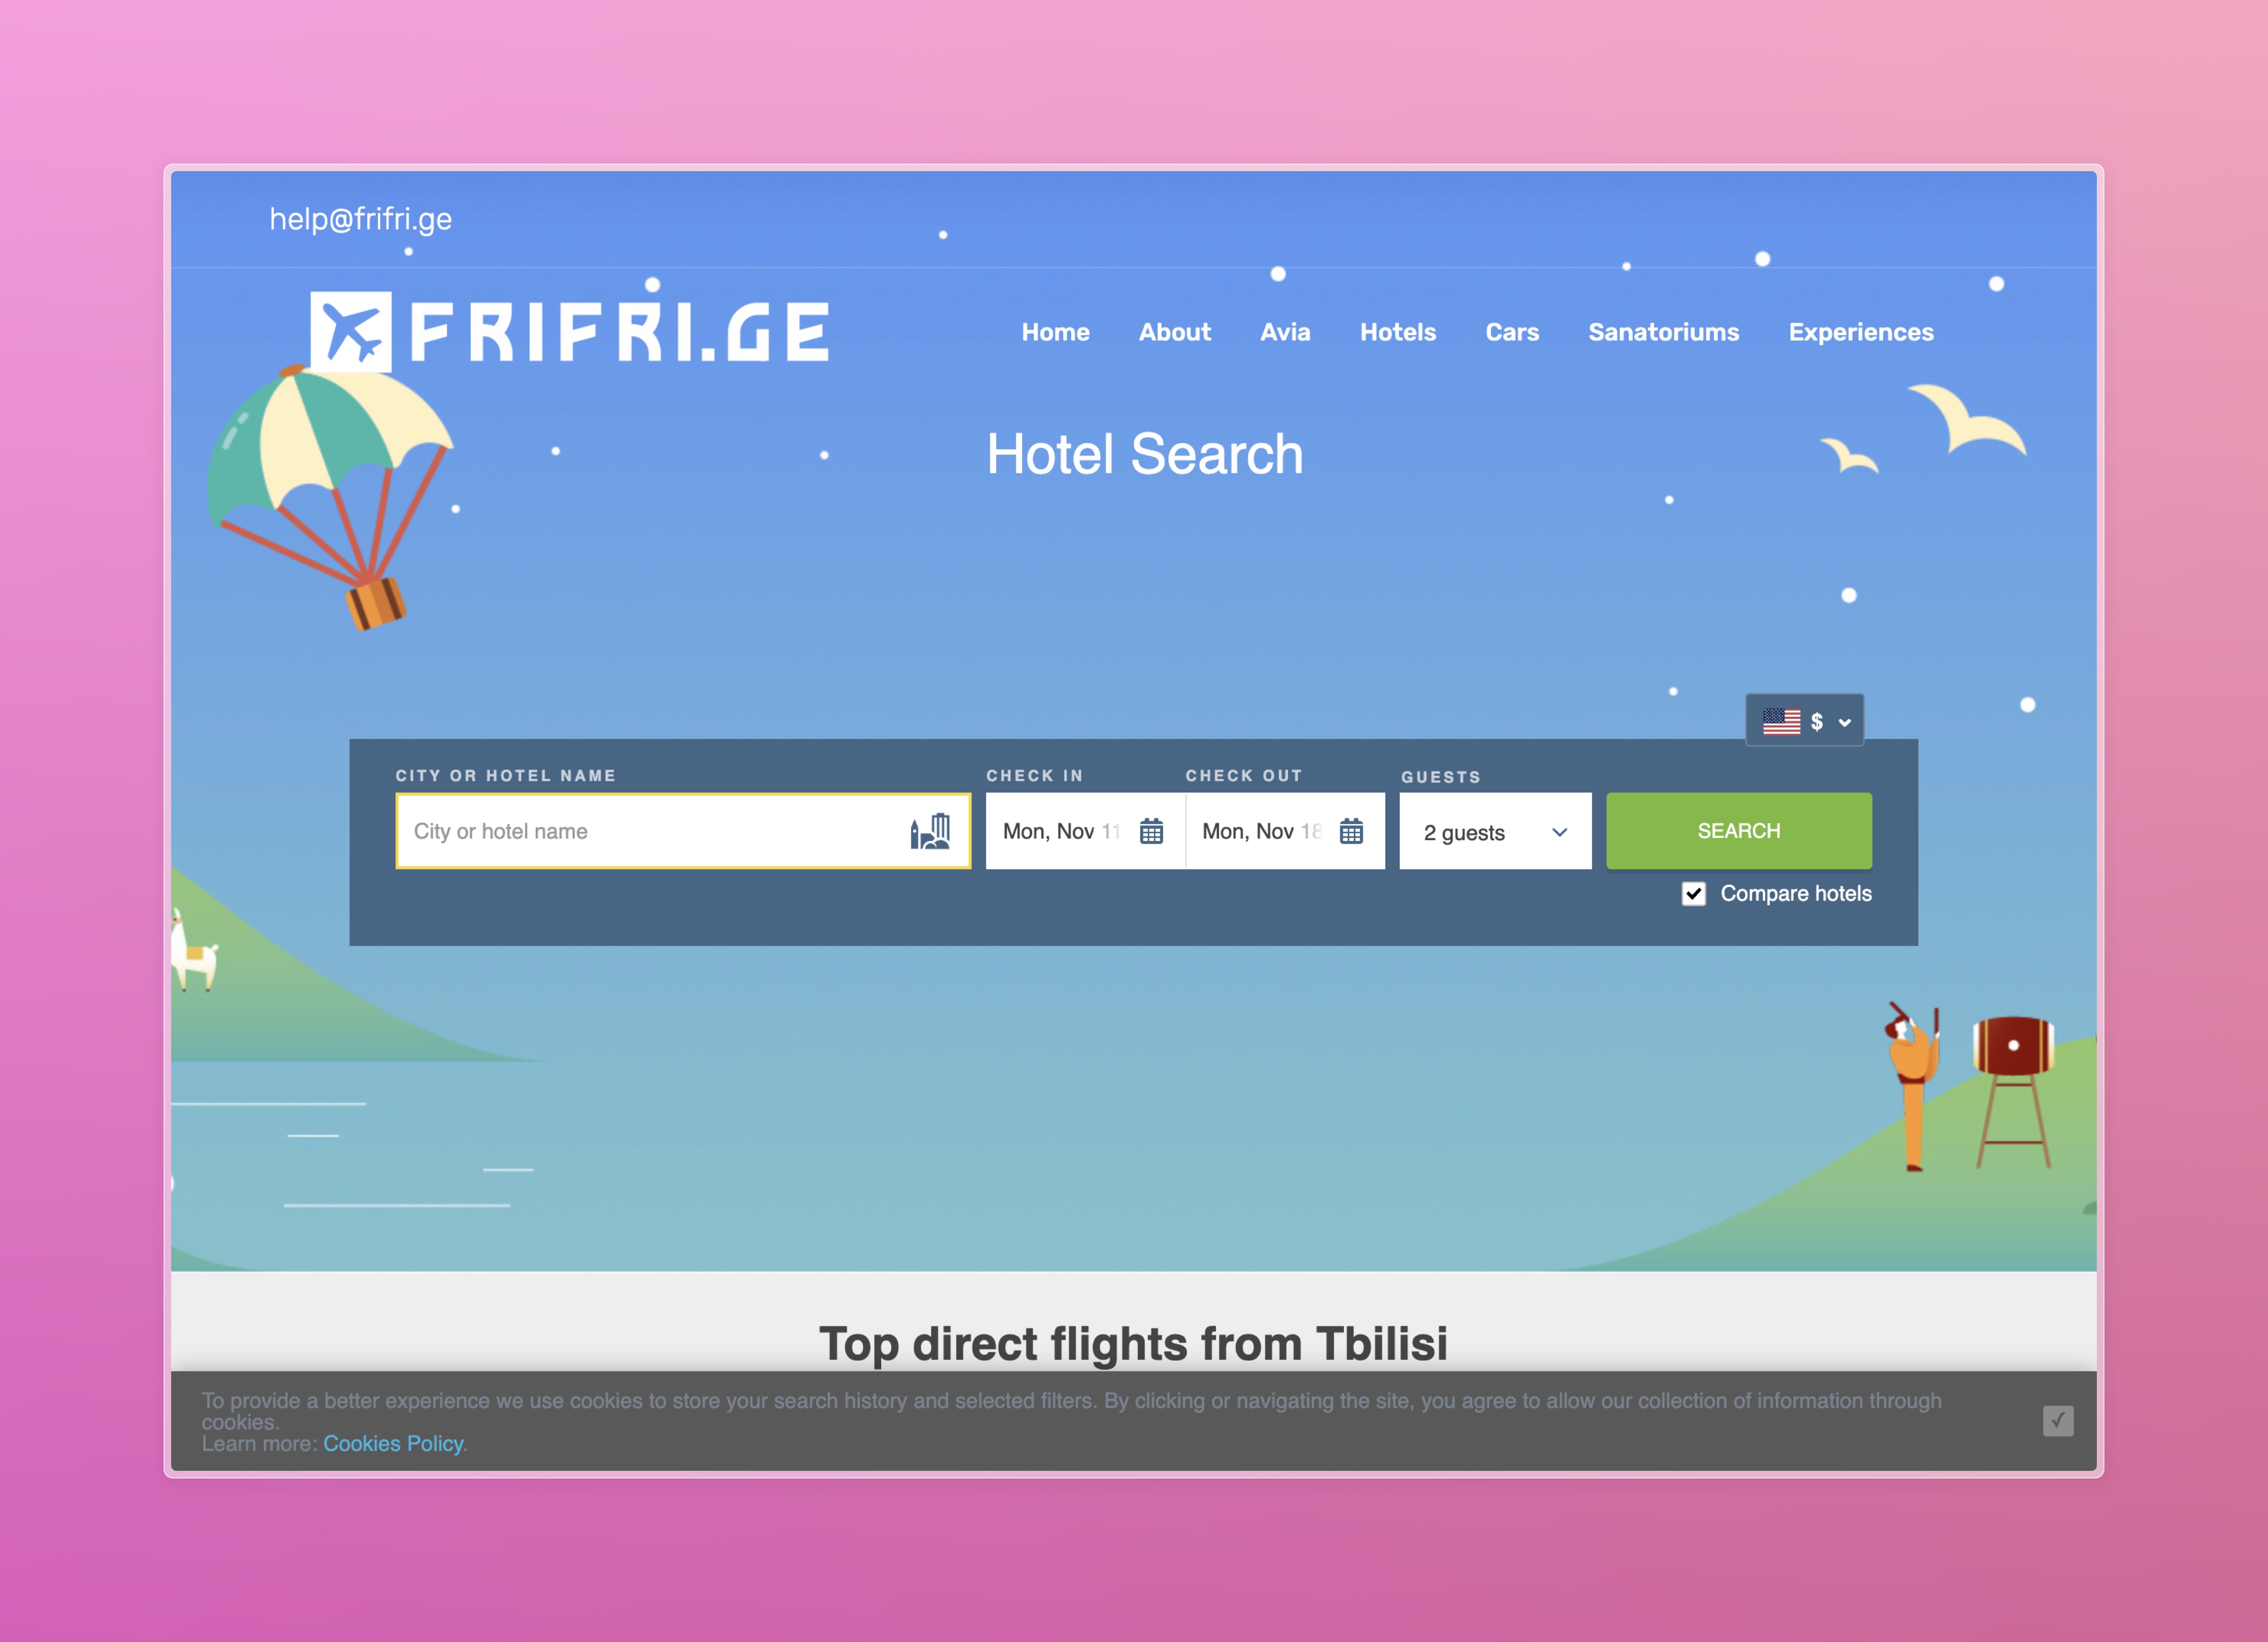 help@frifri.ge
FRIFRI.GE
Home About Avia Hotels Cars Sanatoriums Experiences
Hotel Search
$
CITY OR HOTEL NAME CHECK IN CHECK OUT GUESTS
City or hotel name Mon, Nov 11 Mon, Nov 18 2 guests SEARCH
Compare hotels
Top direct flights from Tbilisi
To provide a better experience we use cookies to store your search history and selected filters. By clicking or navigating the site, you agree to allow our collection of information through
cookies.
Learn more: Cookies Policy.